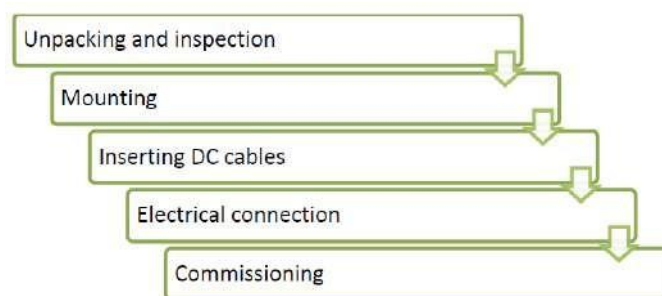 Unpacking and inspection
Mounting
Inserting DC cables
Electrical connection
Commissioning